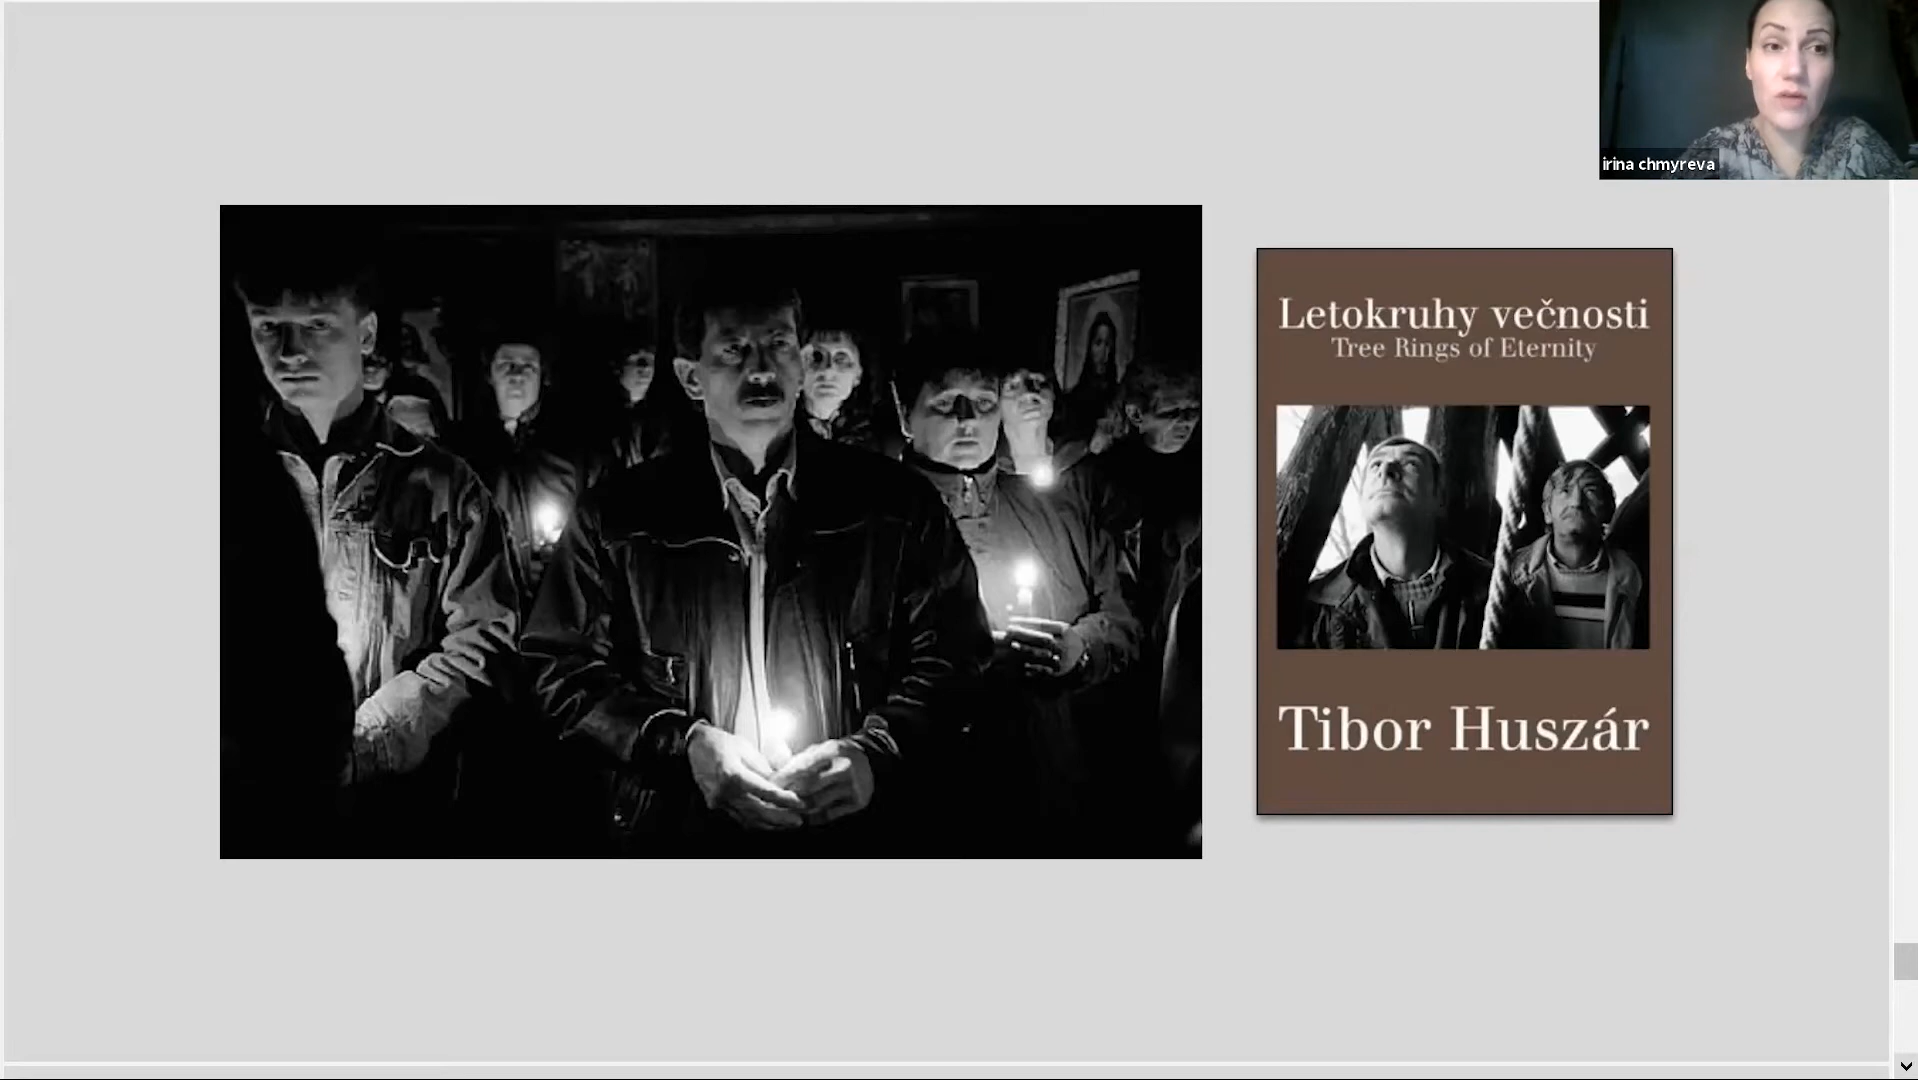 irina chmyreva
Letokruhy večnosti
Tree Rings of Eternity
Tibor Huszár